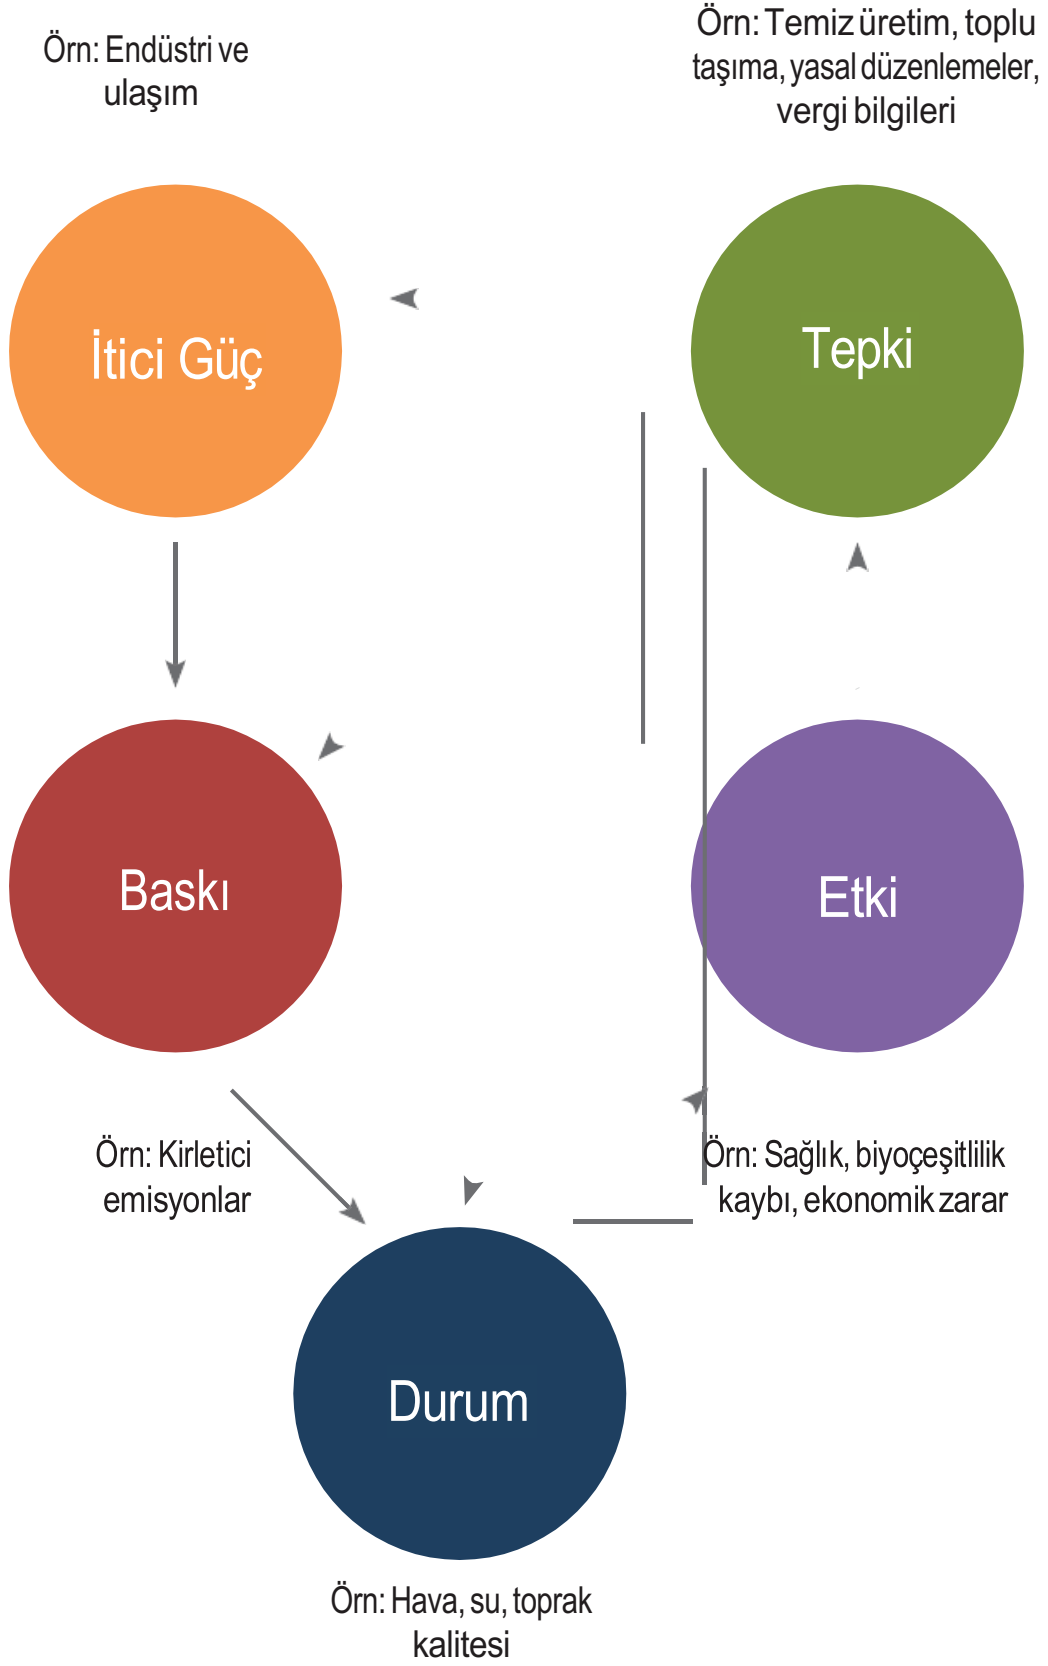 Örn: Endüstri ve
ulaşım
Örn: Temiz üretim, toplu
taşıma, yasal düzenlemeler,
vergi bilgileri
İtici Güç
Tepki
Baskı
Etki
Örn: Kirletici
emisyonlar
Örn: Sağlık, biyoçeşitlilik
kaybı, ekonomik zarar
Durum
Örn: Hava, su, toprak
kalitesi